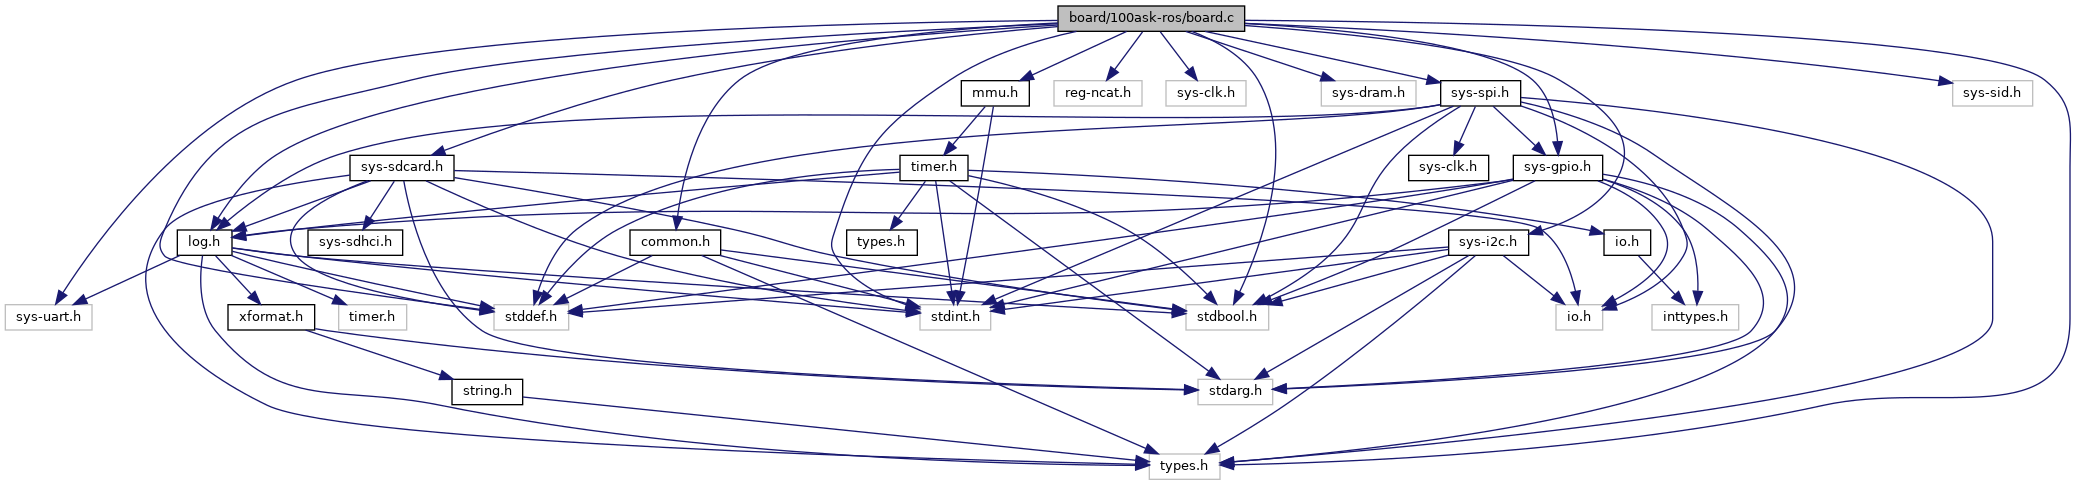 board/100ask-ros/board.c
mmu.h
reg-ncat.h
sys-clk.h
sys-dram.h
sys-spi.h
sys-sid.h
sys-sdcard.h
timer.h
sys-clk.h
sys-gpio.h
log.h
sys-sdhci.h
common.h
types.h
sys-i2c.h
io.h
sys-uart.h
xformat.h
timer.h
stddef.h
stdint.h
stdbool.h
io.h
inttypes.h
string.h
stdarg.h
types.h